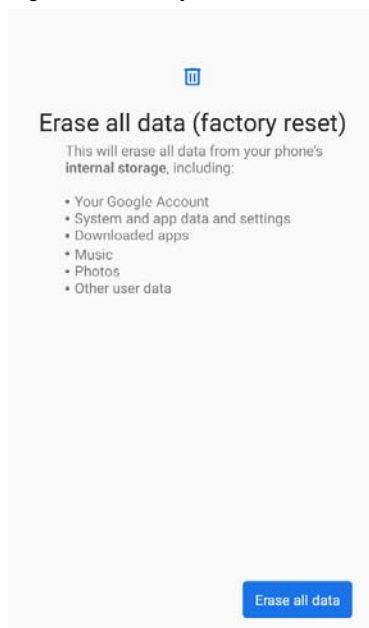 Erase all data (factory reset)
This will erase all data from your phone's
internal storage, including:
• Your Google Account
• System and app data and settings
• Downloaded apps
• Music
• Photos
• Other user data
Erase all data